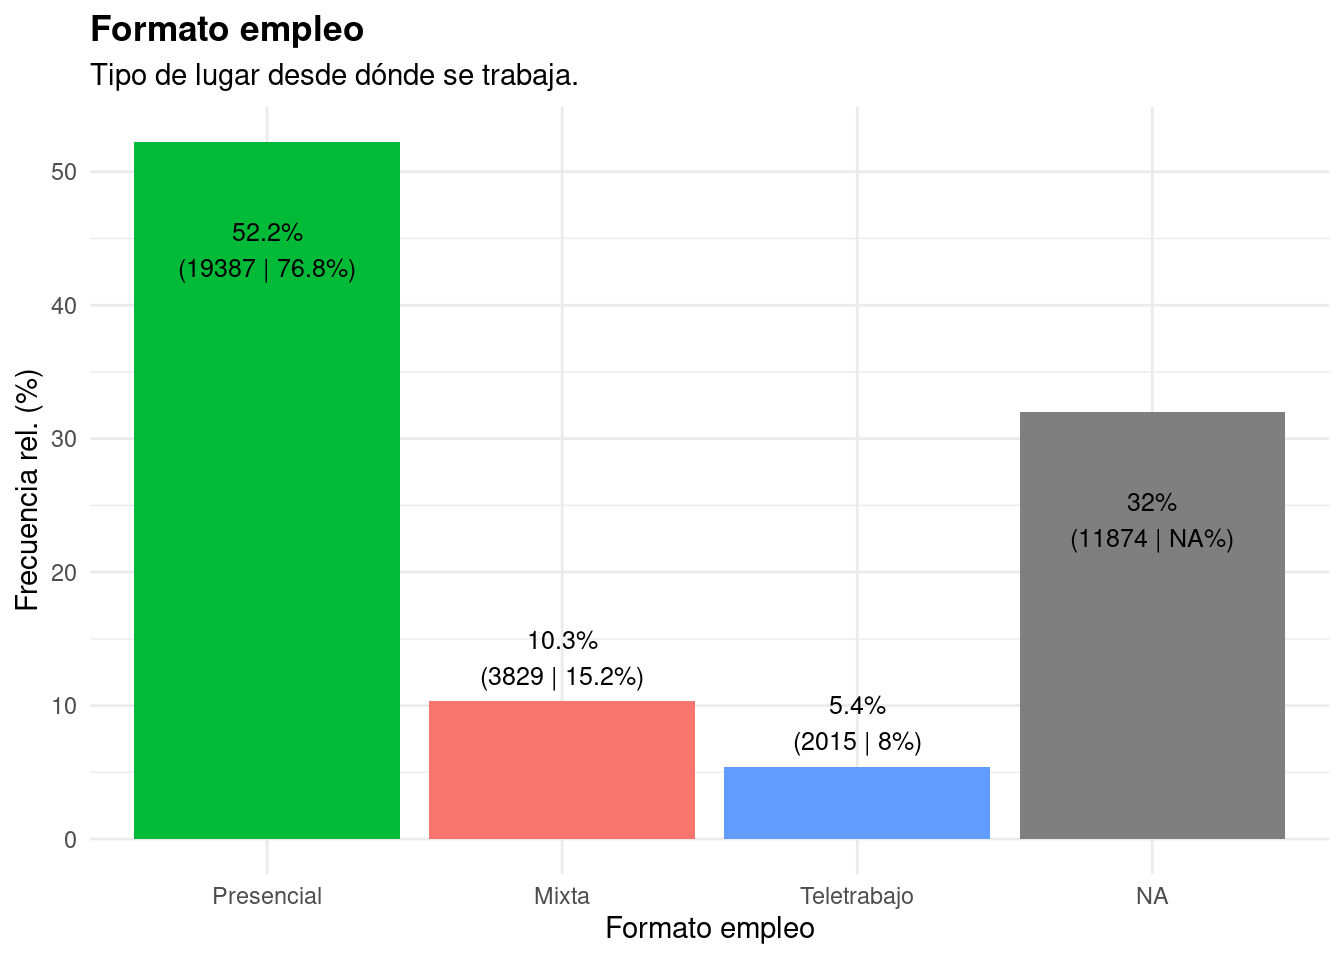 Formato empleo
Tipo de lugar desde dónde se trabaja.
Frecuencia rel. (%)
50
40
30
20
10
0
52.2%
(19387 | 76.8%)
10.3%
(3829 | 15.2%)
5.4%
(2015 | 8%)
32%
(11874 | NA%)
Presencial
Mixta
Teletrabajo
NA
Formato empleo